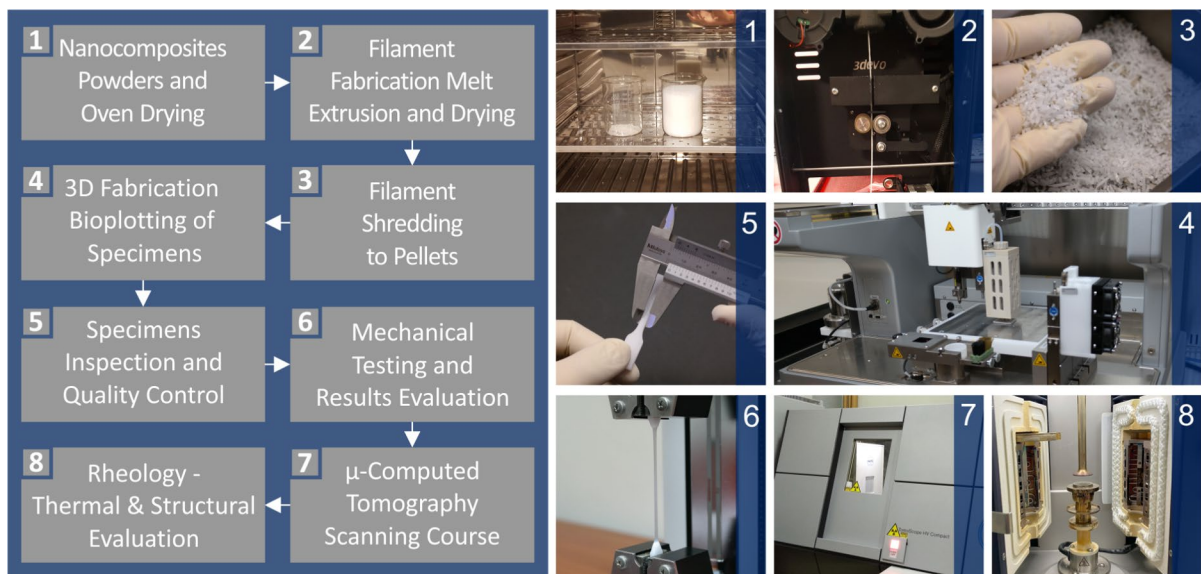 1
Nanocomposites
Powders and
Oven Drying
2
Filament
Fabrication Melt
Extrusion and Drying
4
3D Fabrication
Bioplotting of
Specimens
3
Filament
Shredding
to Pellets
5
Specimens
Inspection and
Quality Control
6
Mechanical
Testing and
Results Evaluation
8
Rheology -
Thermal & Structural
Evaluation
7
μ-Computed
Tomography
Scanning Course
1
2
3devo
3
5
4
6
7
8